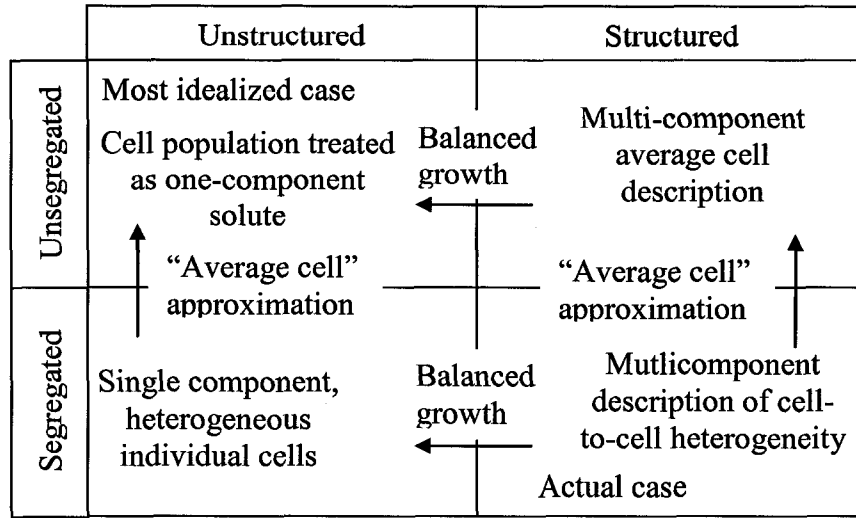 Unstructured
Structured
Unsegregated
Most idealized case
Cell population treated
as one-component
solute
Balanced
growth
Multi-component
average cell
description
“Average cell”
approximation
“Average cell”
approximation
Segregated
Single component,
heterogeneous
individual cells
Balanced
growth
Mutlicomponent
description of cell-
to-cell heterogeneity
Actual case